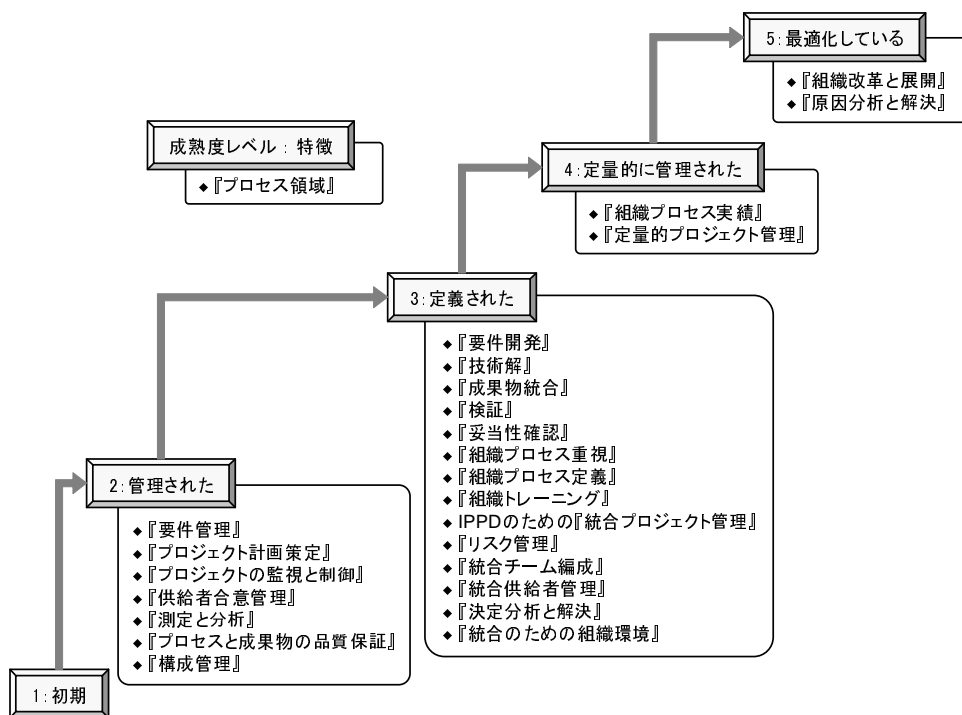 5:最適化している
◆『組織改革と展開』
◆『原因分析と解決』
成熟度レベル:特徴
◆『プロセス領域』
4:定量的に管理された
◆『組織プロセス実績』
◆『定量的プロジェクト管理』
3:定義された
◆『要件開発』
◆『技術解』
◆『成果物統合』
◆『検証』
◆『妥当性確認』
◆『組織プロセス重視』
◆『組織プロセス定義』
◆『組織トレーニング』
◆IPPDのための『統合プロジェクト管理』
◆『リスク管理』
◆『統合チーム編成』
◆『統合供給者管理』
◆『決定分析と解決』
◆『統合のための組織環境』
2:管理された
◆『要件管理』
◆『プロジェクト計画策定』
◆『プロジェクトの監視と制御』
◆『供給者合意管理』
◆『測定と分析』
◆『プロセスと成果物の品質保証』
◆『構成管理』
1:初期